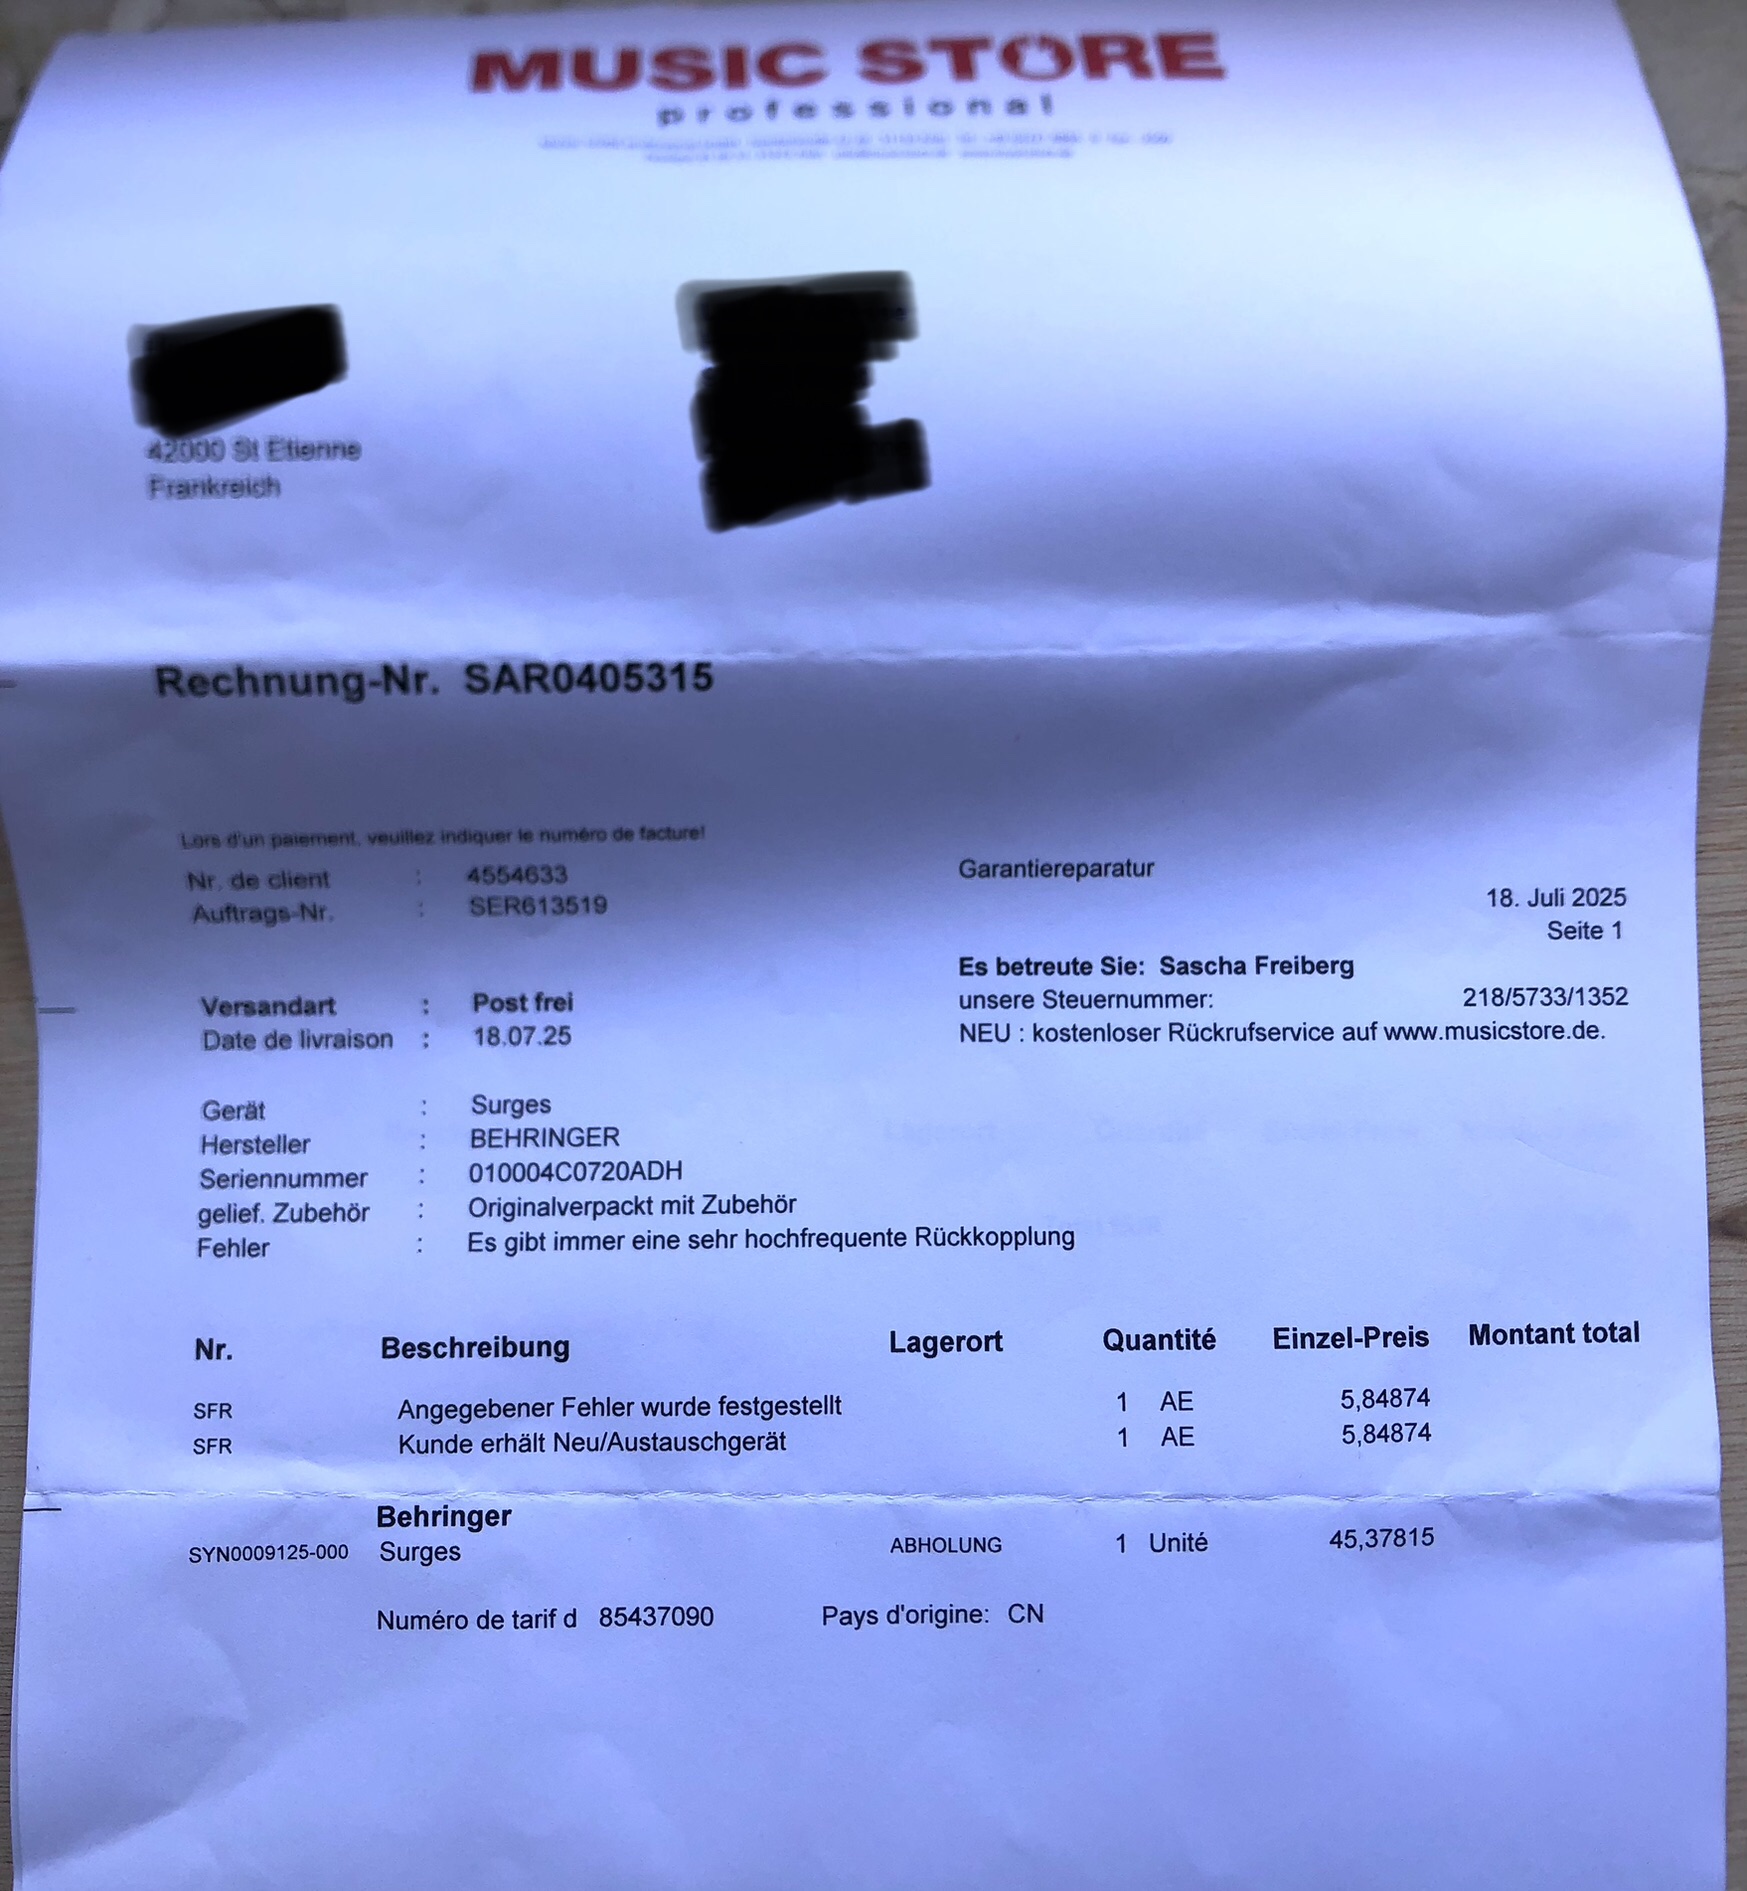 MUSIC STORE
professional
42000 St Etienne
Frankreich
Rechnung-Nr. SAR0405315
Lors d'un paiement, veuillez indiquer le numéro de facture!
Nr. de client : 4554633
Auftrags-Nr. : SER613519
Garantiereparatur
18. Juli 2025
Seite 1
Es betreute Sie: Sascha Freiberg
unsere Steuernummer: 218/5733/1352
NEU : kostenloser Rückrufservice auf www.musicstore.de.
Versandart : Post frei
Date de livraison : 18.07.25
Gerät : Surges
Hersteller : BEHRINGER
Seriennummer : 010004C0720ADH
gelief. Zubehör : Originalverpackt mit Zubehör
Fehler : Es gibt immer eine sehr hochfrequente Rückkopplung
Nr. Beschreibung Lagerort Quantité Einzel-Preis Montant total
SFR Angegebener Fehler wurde festgestellt 1 AE 5,84874
SFR Kunde erhält Neu/Austauschgerät 1 AE 5,84874
Behringer
SYN0009125-000 Surges ABHOLUNG 1 Unité 45,37815
Numéro de tarif d 85437090 Pays d'origine: CN